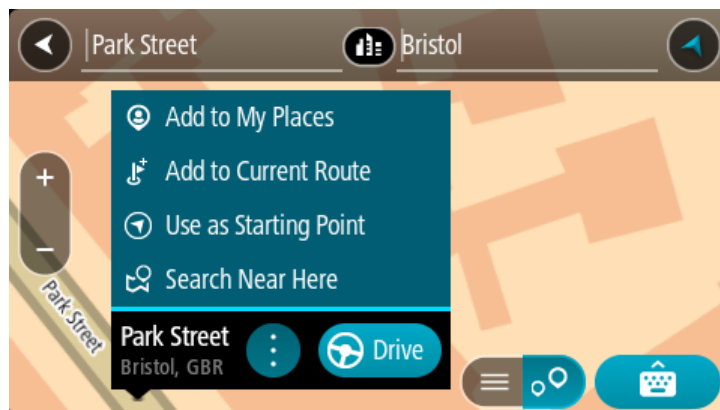 Park Street Bristol
Add to My Places
Add to Current Route
Use as Starting Point
Search Near Here
+
−
Park Street
Park Street
Bristol, GBR
Drive